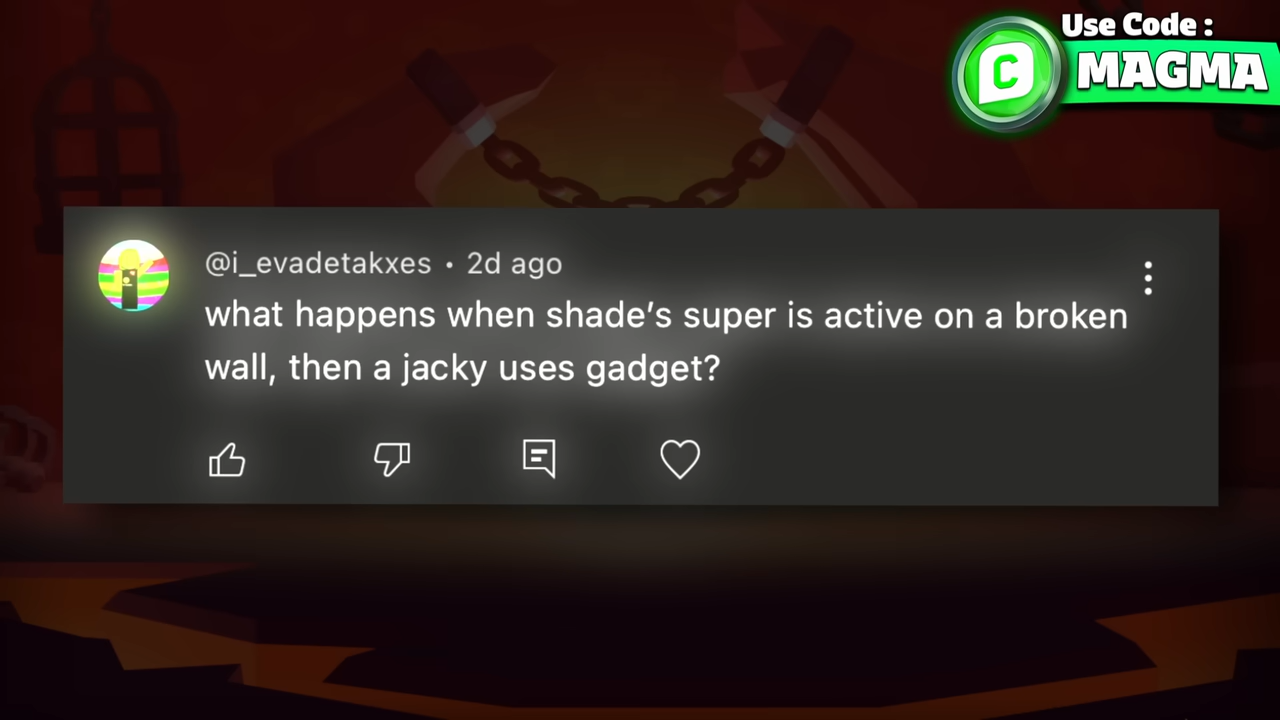 Use Code :
C MAGMA
@i_evadetakxes • 2d ago
what happens when shade’s super is active on a broken
wall, then a jacky uses gadget?